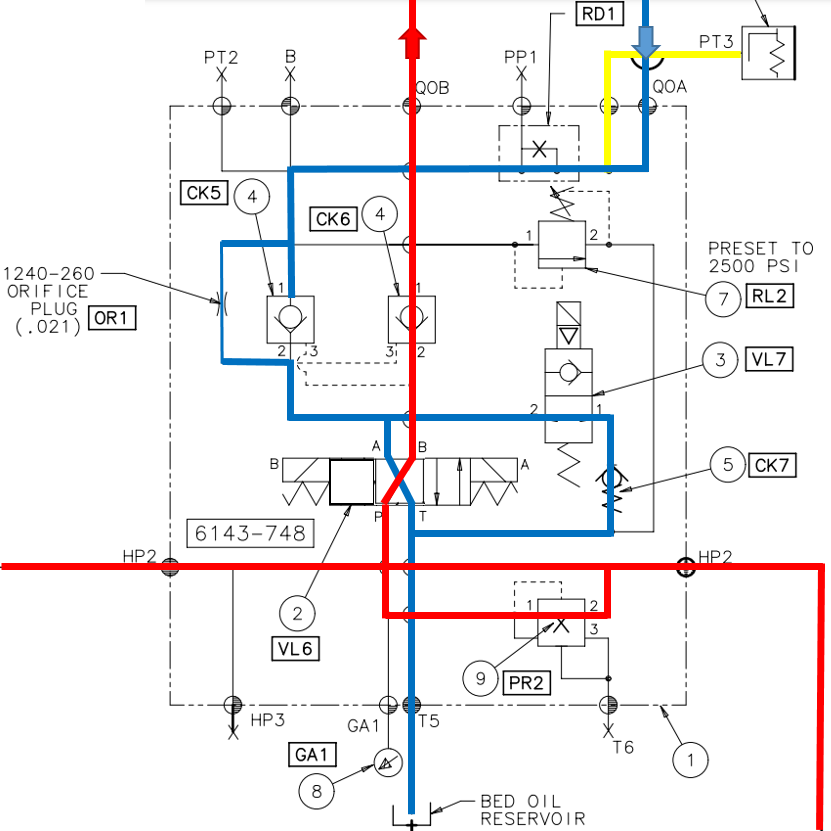 RD1
PT2
B
PP1
PT3
QOB
QOA
CK5
4
CK6
4
1
2
PRESET TO
2500 PSI
7
RL2
1240-260
ORIFICE
PLUG
(.021)
OR1
1
1
2
3
3
2
3
VL7
2
1
A
B
B
A
5
CK7
P
T
6143-748
HP2
HP2
2
VL6
1
2
3
9
PR2
HP3
GA1
T5
T6
1
GA1
8
BED OIL
RESERVOIR